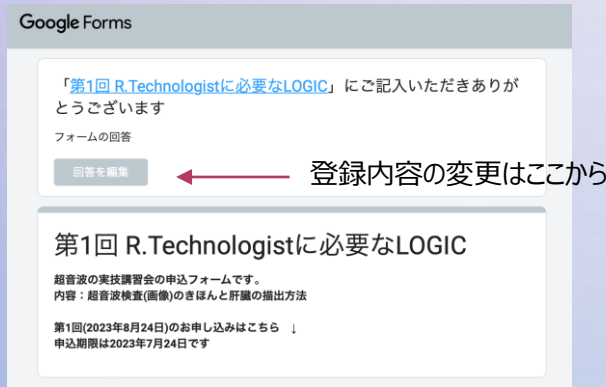 Google Forms
「第1回 R.Technologistに必要なLOGIC」にご記入いただきありが
とうございます
フォームの回答
回答を編集
登録内容の変更はここから
第1回 R.Technologistに必要なLOGIC
超音波の実技講習会の申込フォームです。
内容：超音波検査(画像)のきほんと肝臓の描出方法
第1回(2023年8月24日)のお申し込みはこちら ↓
申込期限は2023年7月24日です